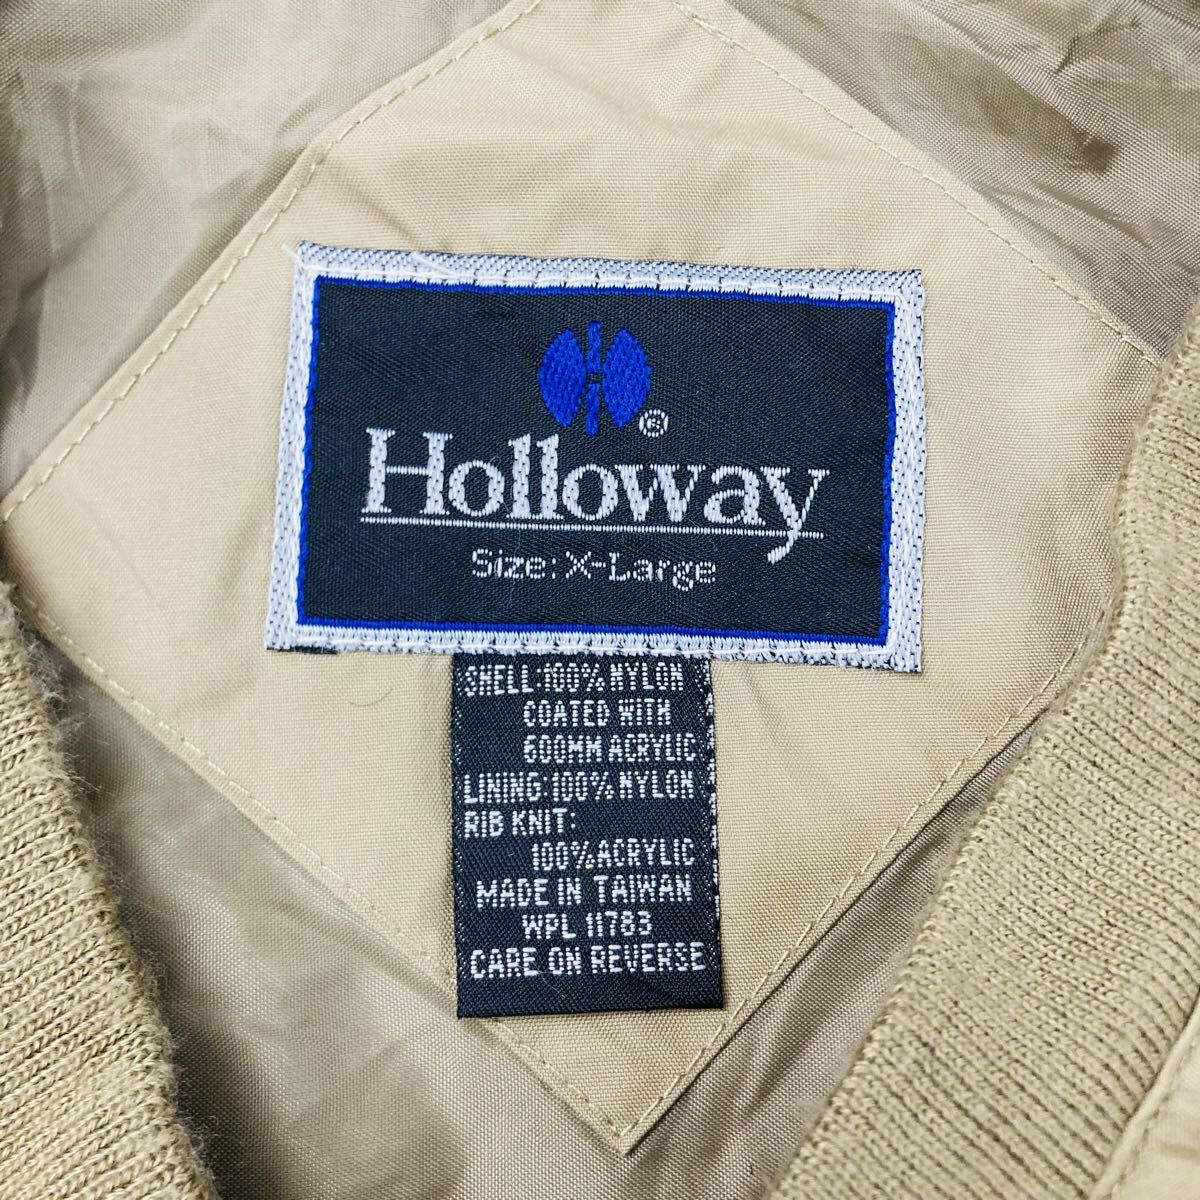 ®
Holloway
Size: X-Large
SHELL: 100% NYLON
COATED WITH
600MM ACRYLIC
LINING: 100% NYLON
RIB KNIT:
100% ACRYLIC
MADE IN TAIWAN
WPL 11783
CARE ON REVERSE